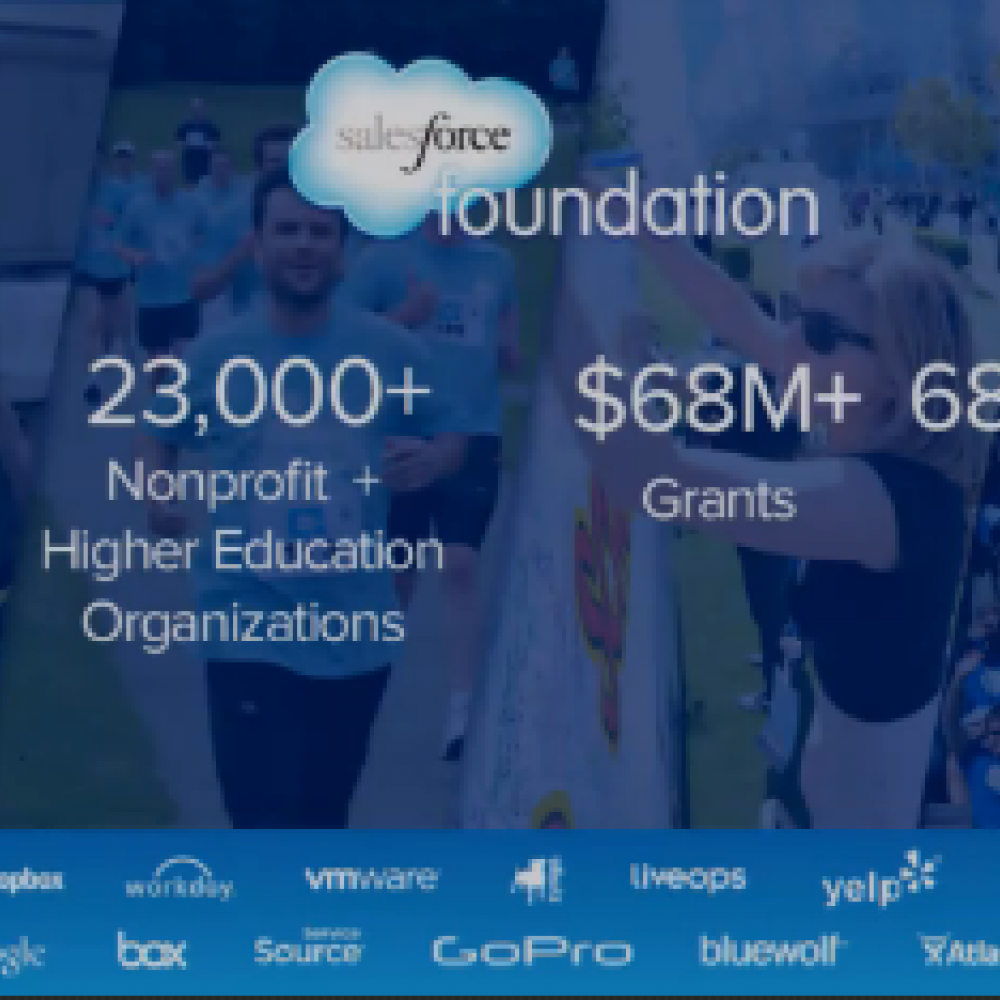 salesforce
foundation
23,000+
Nonprofit +
Higher Education
Organizations
$68M+
Grants
68
opbox workday vmware liveops yelp
gle box Service Source GoPro bluewolf Atla